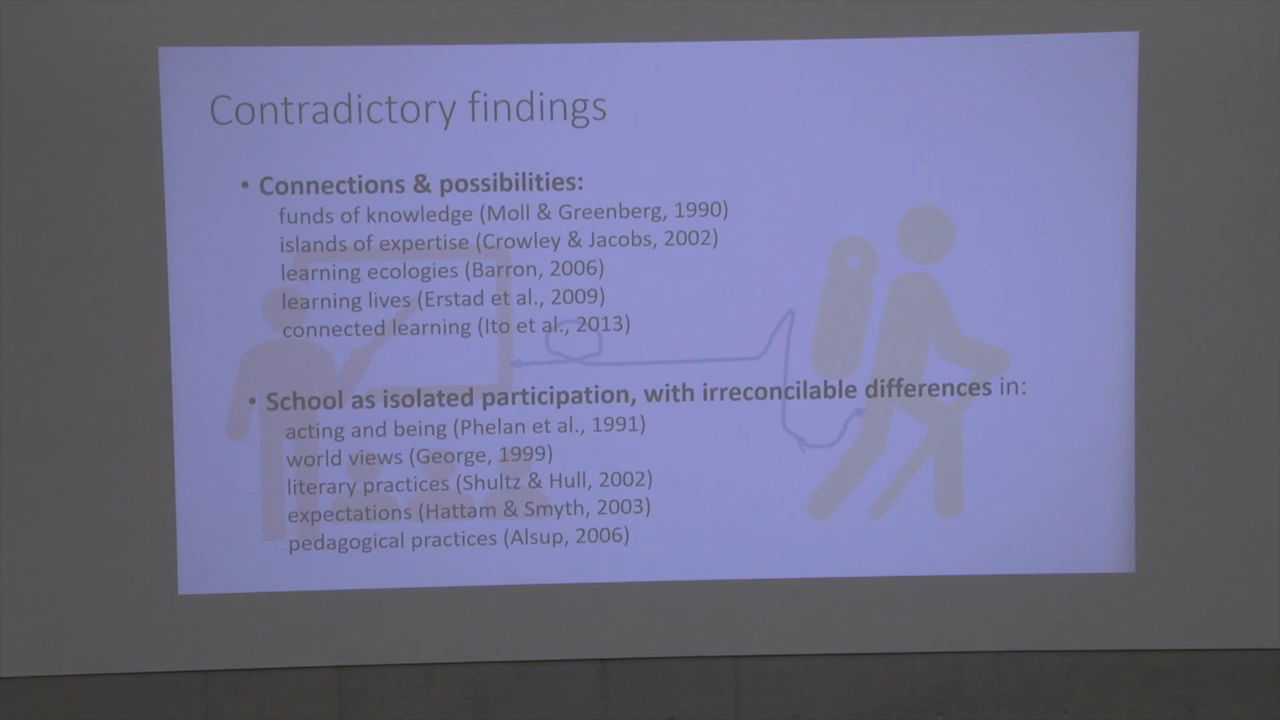 Contradictory findings
• Connections & possibilities:
funds of knowledge (Moll & Greenberg, 1990)
islands of expertise (Crowley & Jacobs, 2002)
learning ecologies (Barron, 2006)
learning lives (Erstad et al., 2009)
connected learning (Ito et al., 2013)
• School as isolated participation, with irreconcilable differences in:
acting and being (Phelan et al., 1991)
world views (George, 1999)
literary practices (Shultz & Hull, 2002)
expectations (Hattam & Smyth, 2003)
pedagogical practices (Alsup, 2006)